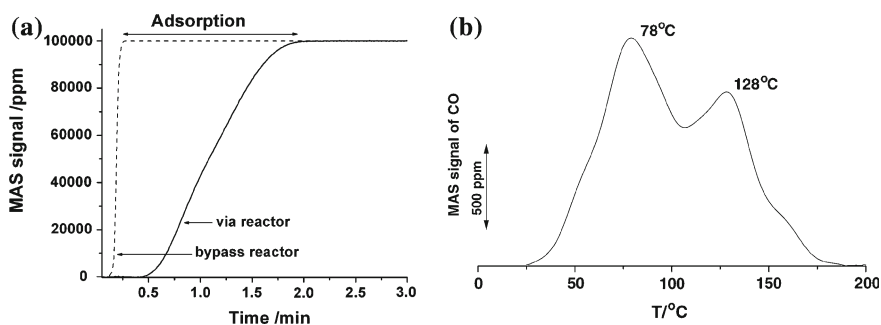 (a)
Adsorption
100000
80000
60000
40000
20000
0
MAS signal /ppm
via reactor
bypass reactor
0.5 1.0 1.5 2.0 2.5 3.0
Time /min
(b)
78°C
128°C
MAS signal of CO
500 ppm
0 50 100 150 200
T/°C